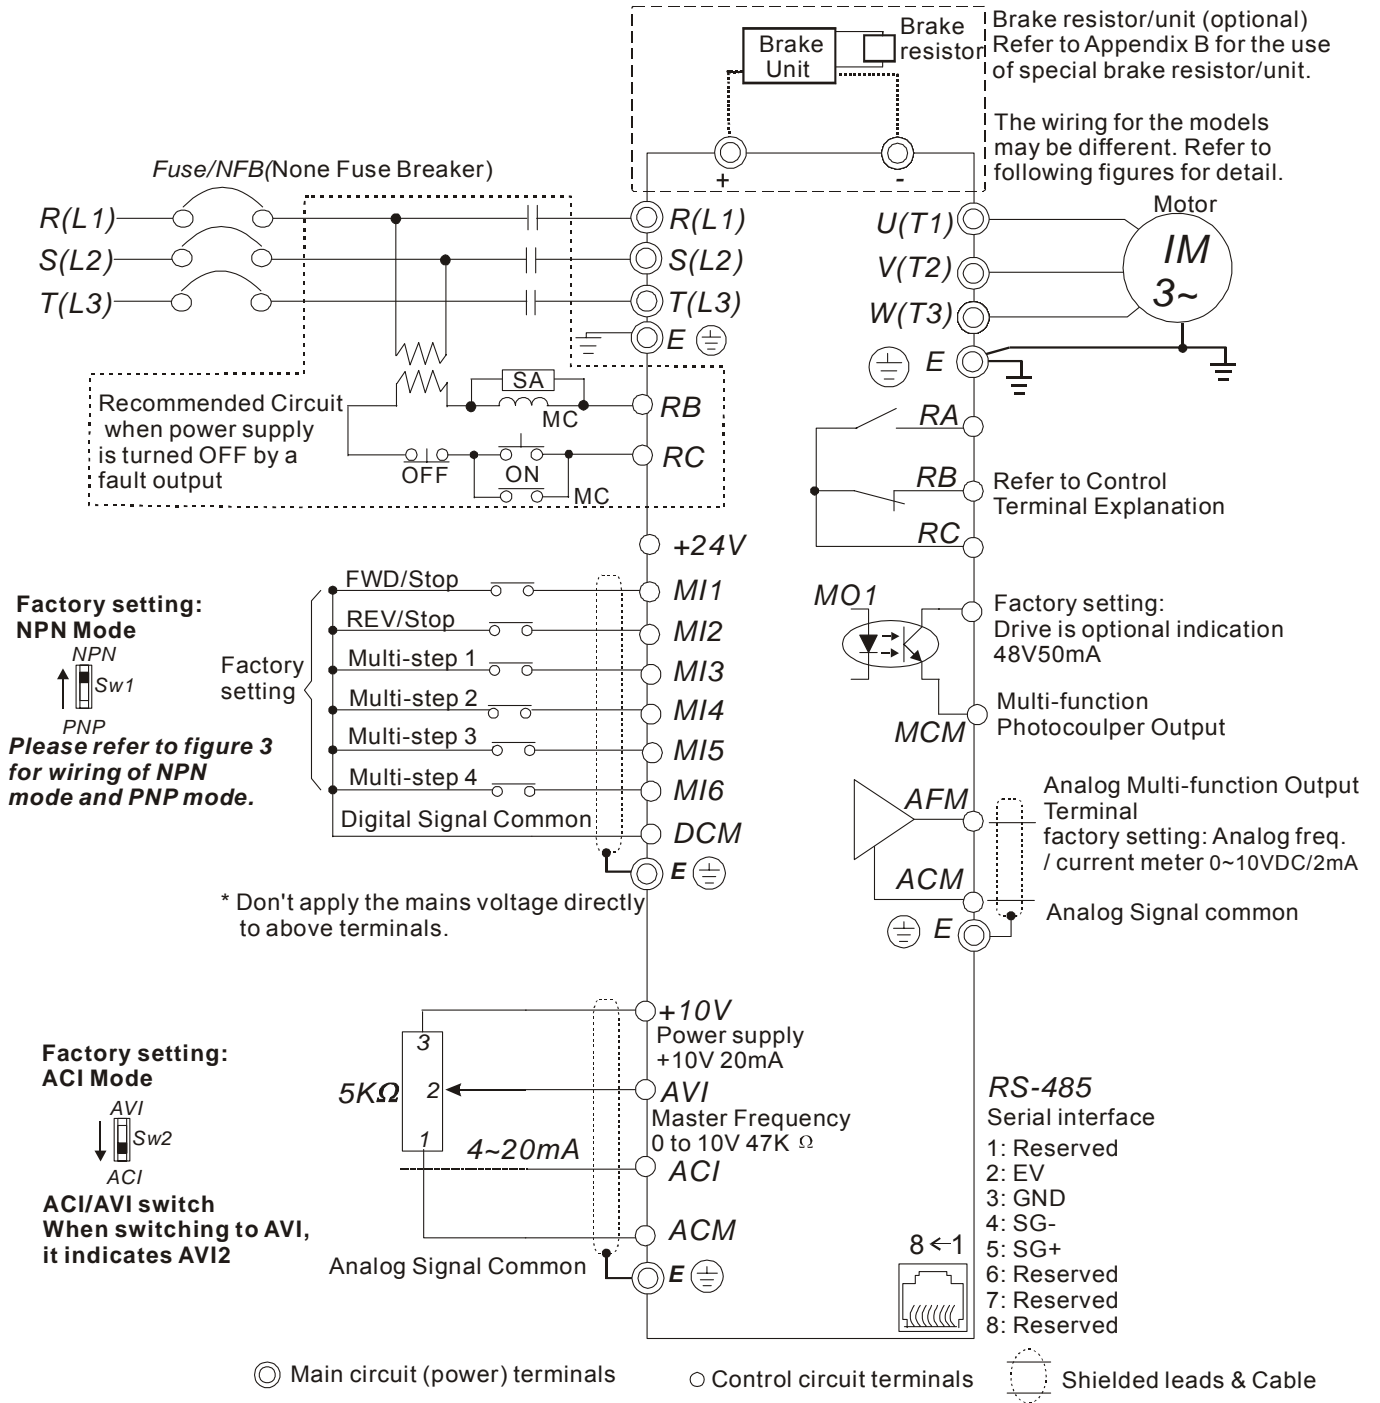 Brake resistor/unit (optional)
Refer to Appendix B for the use
of special brake resistor/unit.
Brake
Unit
Brake
resistor
The wiring for the models
may be different. Refer to
following figures for detail.
+
-
Fuse/NFB(None Fuse Breaker)
R(L1)
S(L2)
T(L3)
R(L1)
S(L2)
T(L3)
E
U(T1)
V(T2)
W(T3)
E
Motor
IM
3~
Recommended Circuit
when power supply
is turned OFF by a
fault output
SA
MC
OFF
ON
MC
RB
RC
RA
RB
RC
Refer to Control
Terminal Explanation
+24V
Factory setting:
NPN Mode
NPN
Sw1
PNP
Please refer to figure 3
for wiring of NPN
mode and PNP mode.
Factory
setting
FWD/Stop
REV/Stop
Multi-step 1
Multi-step 2
Multi-step 3
Multi-step 4
Digital Signal Common
MI1
MI2
MI3
MI4
MI5
MI6
DCM
E
* Don't apply the mains voltage directly
to above terminals.
MO1
Factory setting:
Drive is optional indication
48V50mA
MCM
Multi-function
Photocoulper Output
AFM
ACM
E
Analog Multi-function Output
Terminal
factory setting: Analog freq.
/ current meter 0~10VDC/2mA
Analog Signal common
Factory setting:
ACI Mode
AVI
Sw2
ACI
ACI/AVI switch
When switching to AVI,
it indicates AVI2
5KΩ
3
2
1
4~20mA
Analog Signal Common
+10V
Power supply
+10V 20mA
AVI
Master Frequency
0 to 10V 47K Ω
ACI
ACM
E
RS-485
Serial interface
1: Reserved
2: EV
3: GND
4: SG-
5: SG+
6: Reserved
7: Reserved
8: Reserved
8←1
Main circuit (power) terminals
Control circuit terminals
Shielded leads & Cable